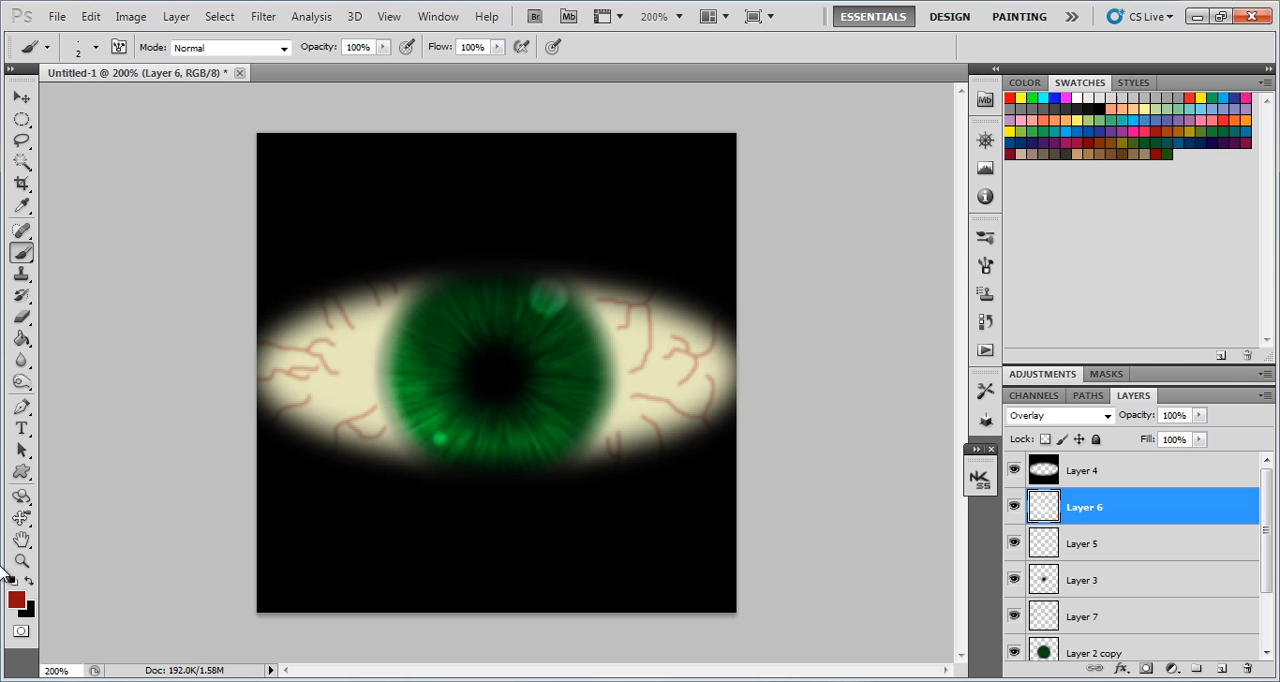 Ps File Edit Image Layer Select Filter Analysis 3D View Window Help Br Mb 200% ESSENTIALS DESIGN PAINTING CS Live
2 Mode: Normal Opacity: 100% Flow: 100%
Untitled-1 @ 200% (Layer 6, RGB/8) *
COLOR SWATCHES STYLES
Mb
ADJUSTMENTS MASKS
CHANNELS PATHS LAYERS
Overlay Opacity: 100%
Lock: Fill: 100%
Layer 4
Layer 6
Layer 5
Layer 3
Layer 7
Layer 2 copy
200% Doc: 192.0K/1.58M